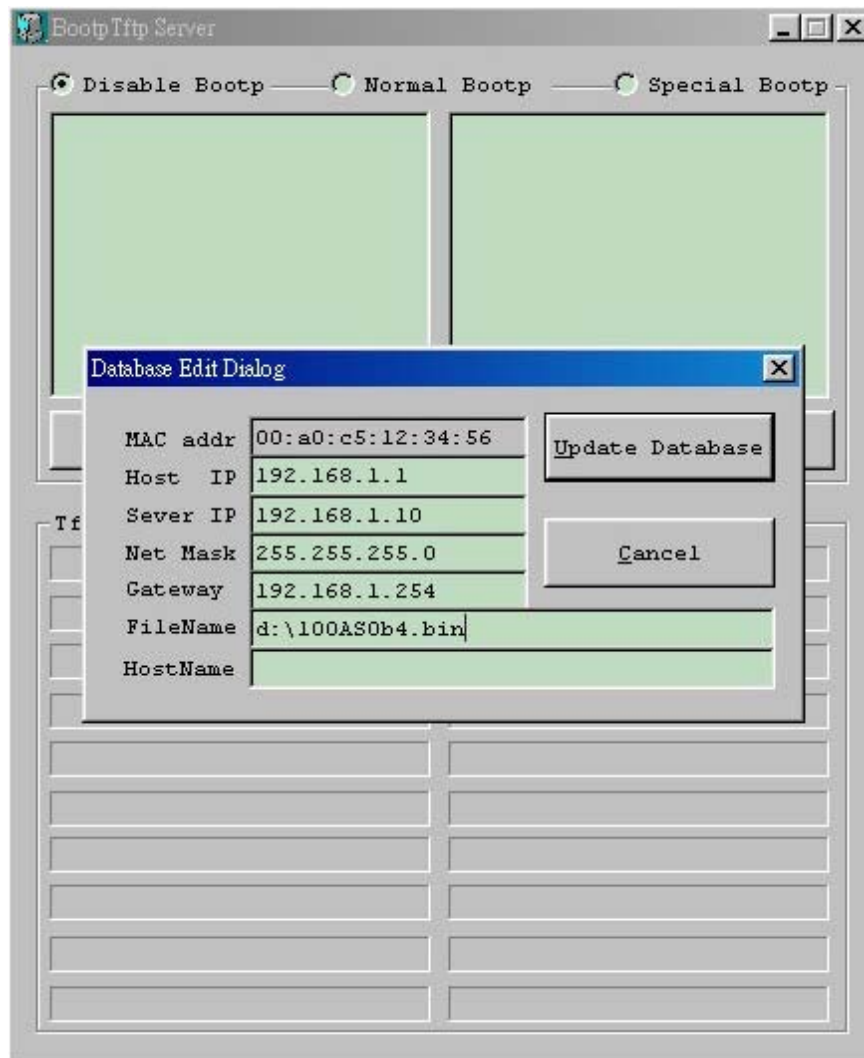 BootpTftp Server
Disable Bootp Normal Bootp Special Bootp
Database Edit Dialog
MAC addr 00:a0:c5:12:34:56
Update Database
Host IP 192.168.1.1
Sever IP 192.168.1.10
Net Mask 255.255.255.0
Cancel
Gateway 192.168.1.254
FileName d:\100AS0b4.bin
HostName
Tf